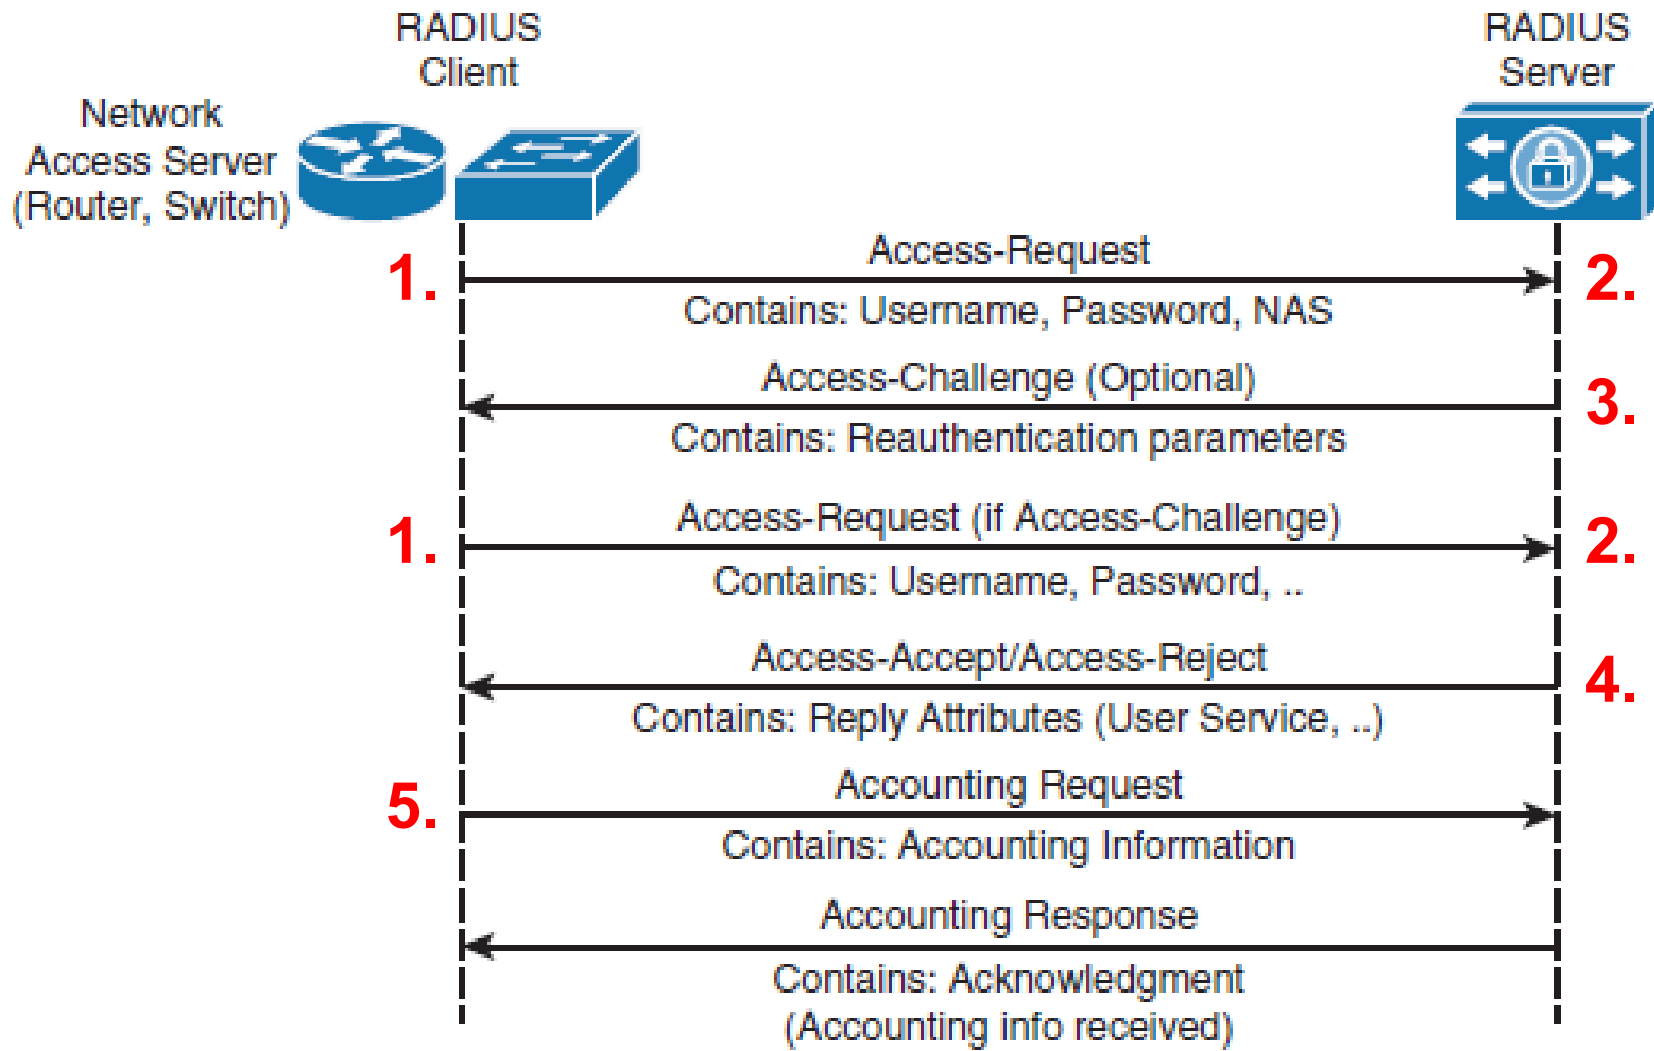 RADIUS
Client
RADIUS
Server
Network
Access Server
(Router, Switch)
1.
Access-Request
2.
Contains: Username, Password, NAS
Access-Challenge (Optional)
3.
Contains: Reauthentication parameters
1.
Access-Request (if Access-Challenge)
2.
Contains: Username, Password, ..
Access-Accept/Access-Reject
4.
Contains: Reply Attributes (User Service, ..)
5.
Accounting Request
Contains: Accounting Information
Accounting Response
Contains: Acknowledgment
(Accounting info received)